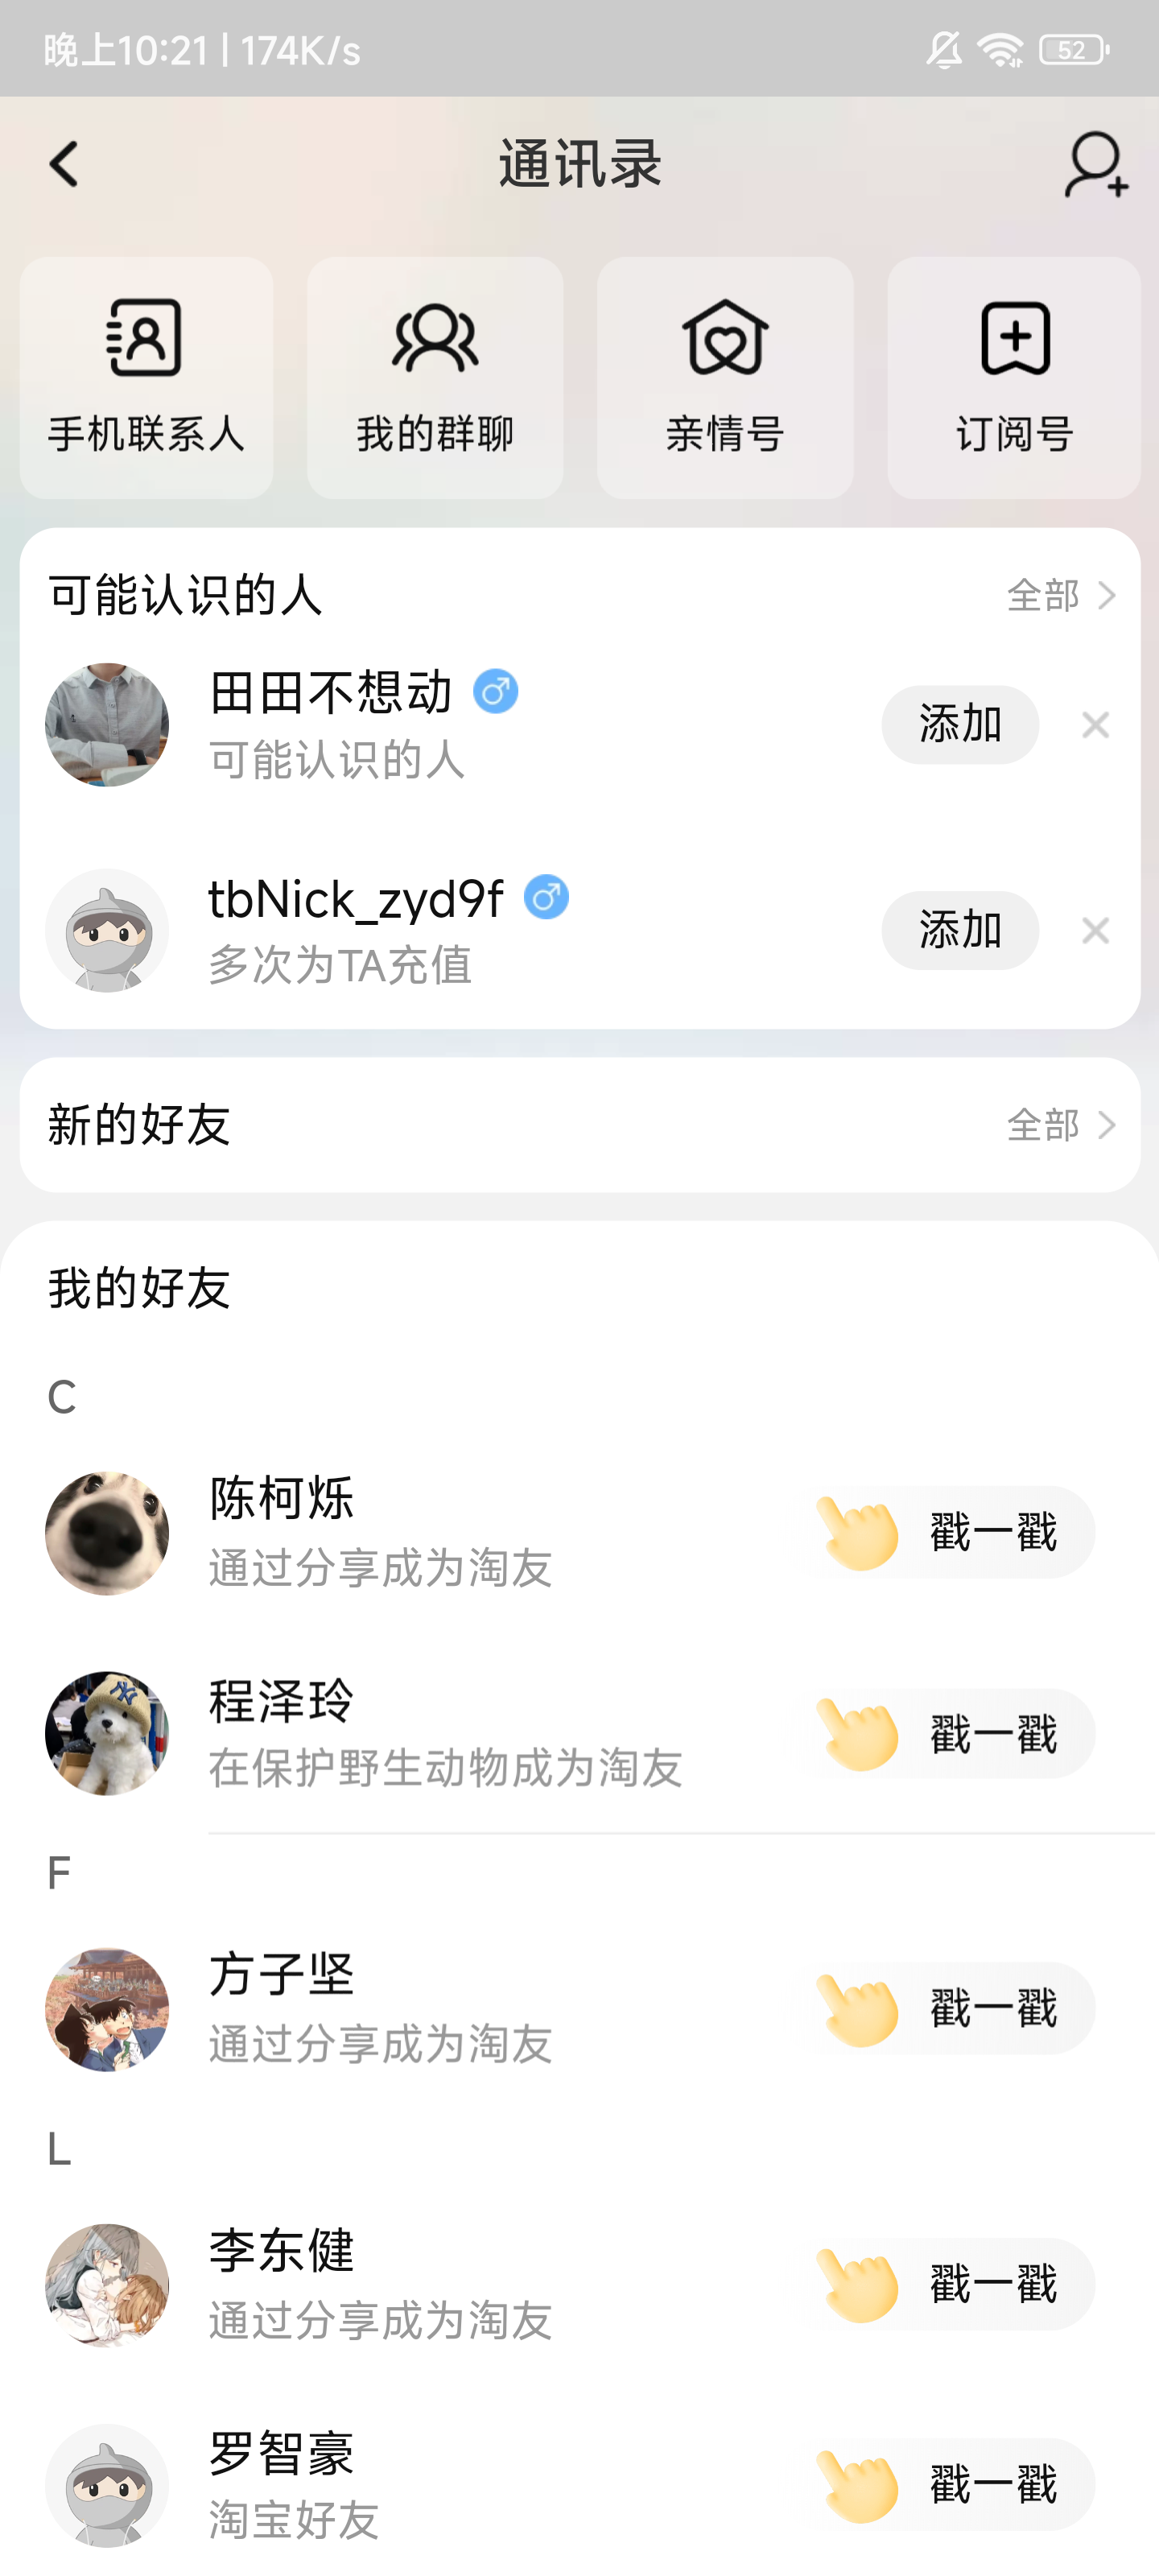 晚上10:21 | 174K/s
52
通讯录
手机联系人 我的群聊 亲情号 订阅号
可能认识的人 全部
田田不想动
可能认识的人
添加
tbNick_zyd9f
多次为TA充值
添加
新的好友 全部
我的好友
C
陈柯烁
通过分享成为淘友
戳一戳
程泽玲
在保护野生动物成为淘友
戳一戳
F
方子坚
通过分享成为淘友
戳一戳
L
李东健
通过分享成为淘友
戳一戳
罗智豪
淘宝好友
戳一戳